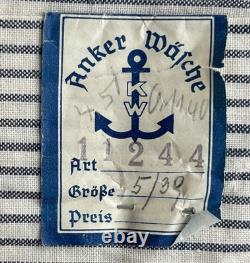 Anker Wäsche
KW
11244
Art
Größe 5/39
Preis